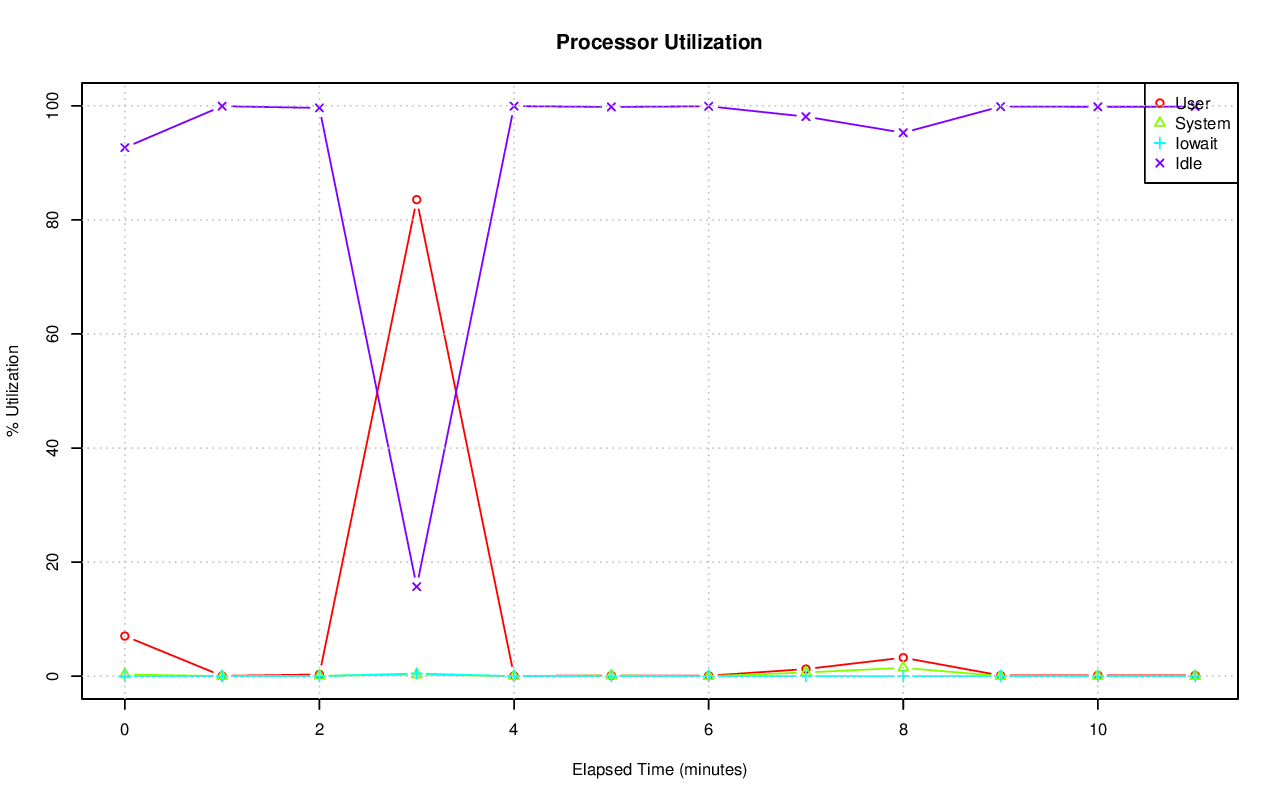 Processor Utilization
% Utilization
100
80
60
40
20
0
User
System
Iowait
Idle
0 2 4 6 8 10
Elapsed Time (minutes)